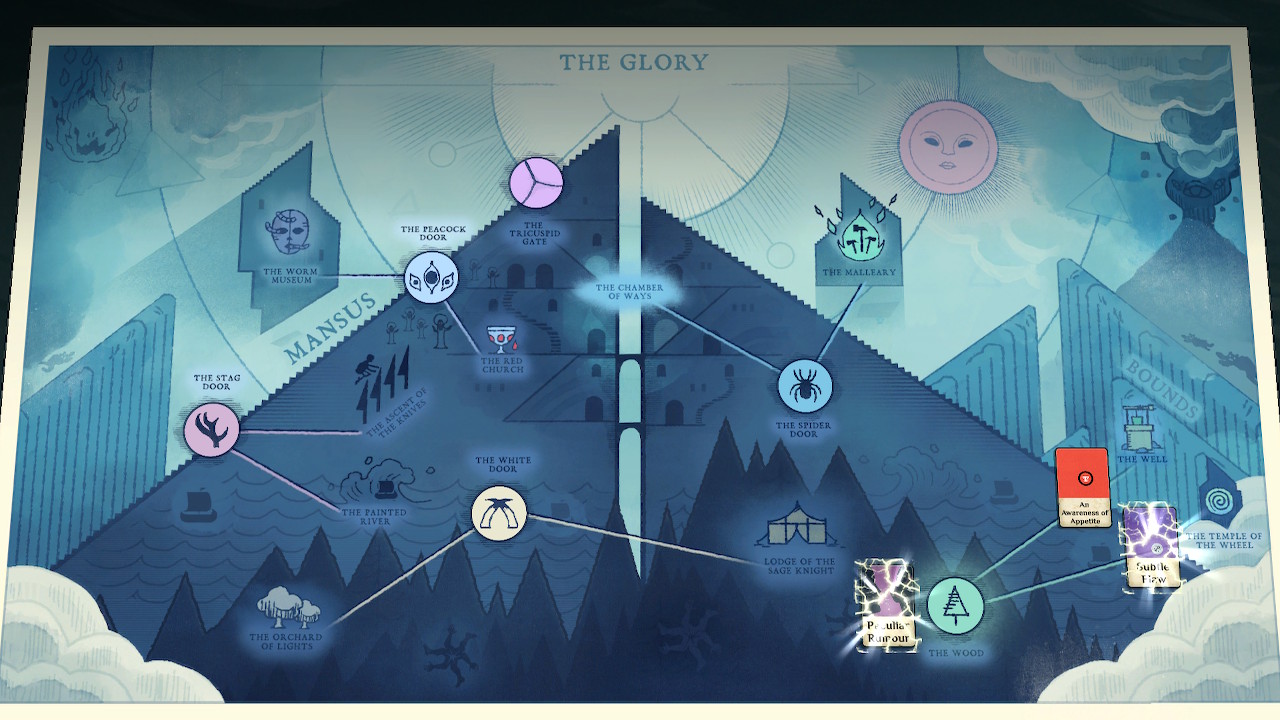 THE GLORY
THE
TRICUSPID
GATE
THE PEACOCK
DOOR
THE WORM
MUSEUM
THE MALLEARY
THE CHAMBER
OF WAYS
MANSUS
THE RED
CHURCH
THE STAG
DOOR
THE ASCENT OF
THE KNIVES
THE SPIDER
DOOR
BOUNDS
THE WELL
THE WHITE
DOOR
THE PAINTED
RIVER
An
Awareness of
Appetite
THE TEMPLE OF
THE WHEEL
LODGE OF THE
SAGE KNIGHT
Subtle
Flaw
THE ORCHARD
OF LIGHTS
Peculiar
Rumour
THE WOOD